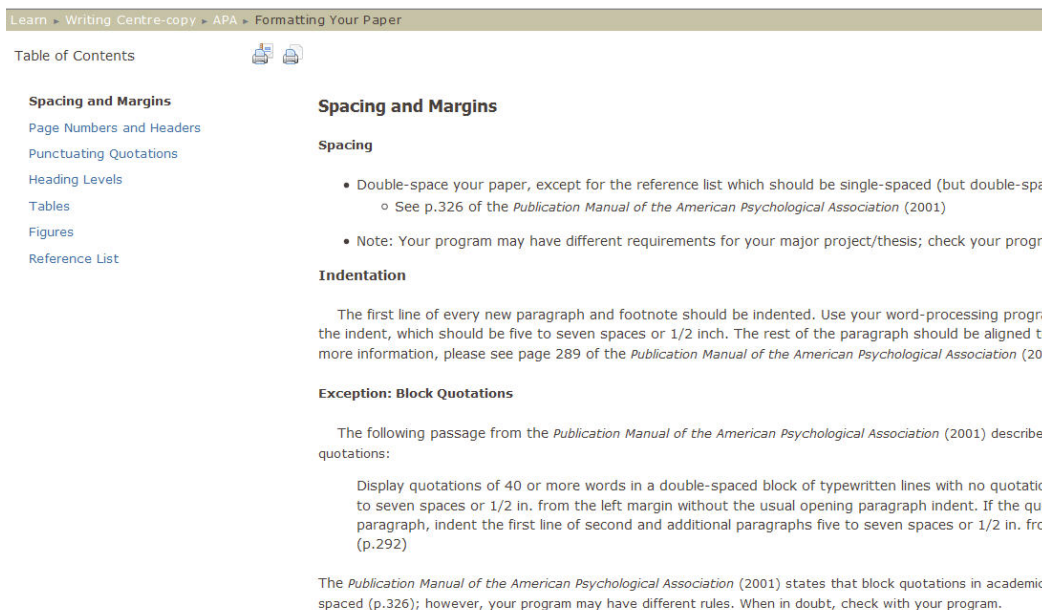 Learn ▸ Writing Centre-copy ▸ APA ▸ Formatting Your Paper
Table of Contents
Spacing and Margins
Page Numbers and Headers
Punctuating Quotations
Heading Levels
Tables
Figures
Reference List
Spacing and Margins
Spacing
• Double-space your paper, except for the reference list which should be single-spaced (but
◦ See p.326 of the Publication Manual of the American Psychological Association (2001)
• Note: Your program may have different requirements for your major project/thesis; check your
Indentation
The first line of every new paragraph and footnote should be indented. Use your word-processing
the indent, which should be five to seven spaces or 1/2 inch. The rest of the paragraph should be aligned
more information, please see page 289 of the Publication Manual of the American Psychological Association
Exception: Block Quotations
The following passage from the Publication Manual of the American Psychological Association (2001)
quotations:
Display quotations of 40 or more words in a double-spaced block of typewritten lines with no
to seven spaces or 1/2 in. from the left margin without the usual opening paragraph indent. If the
paragraph, indent the first line of second and additional paragraphs five to seven spaces or 1/2 in.
(p.292)
The Publication Manual of the American Psychological Association (2001) states that block quotations in
spaced (p.326); however, your program may have different rules. When in doubt, check with your program.